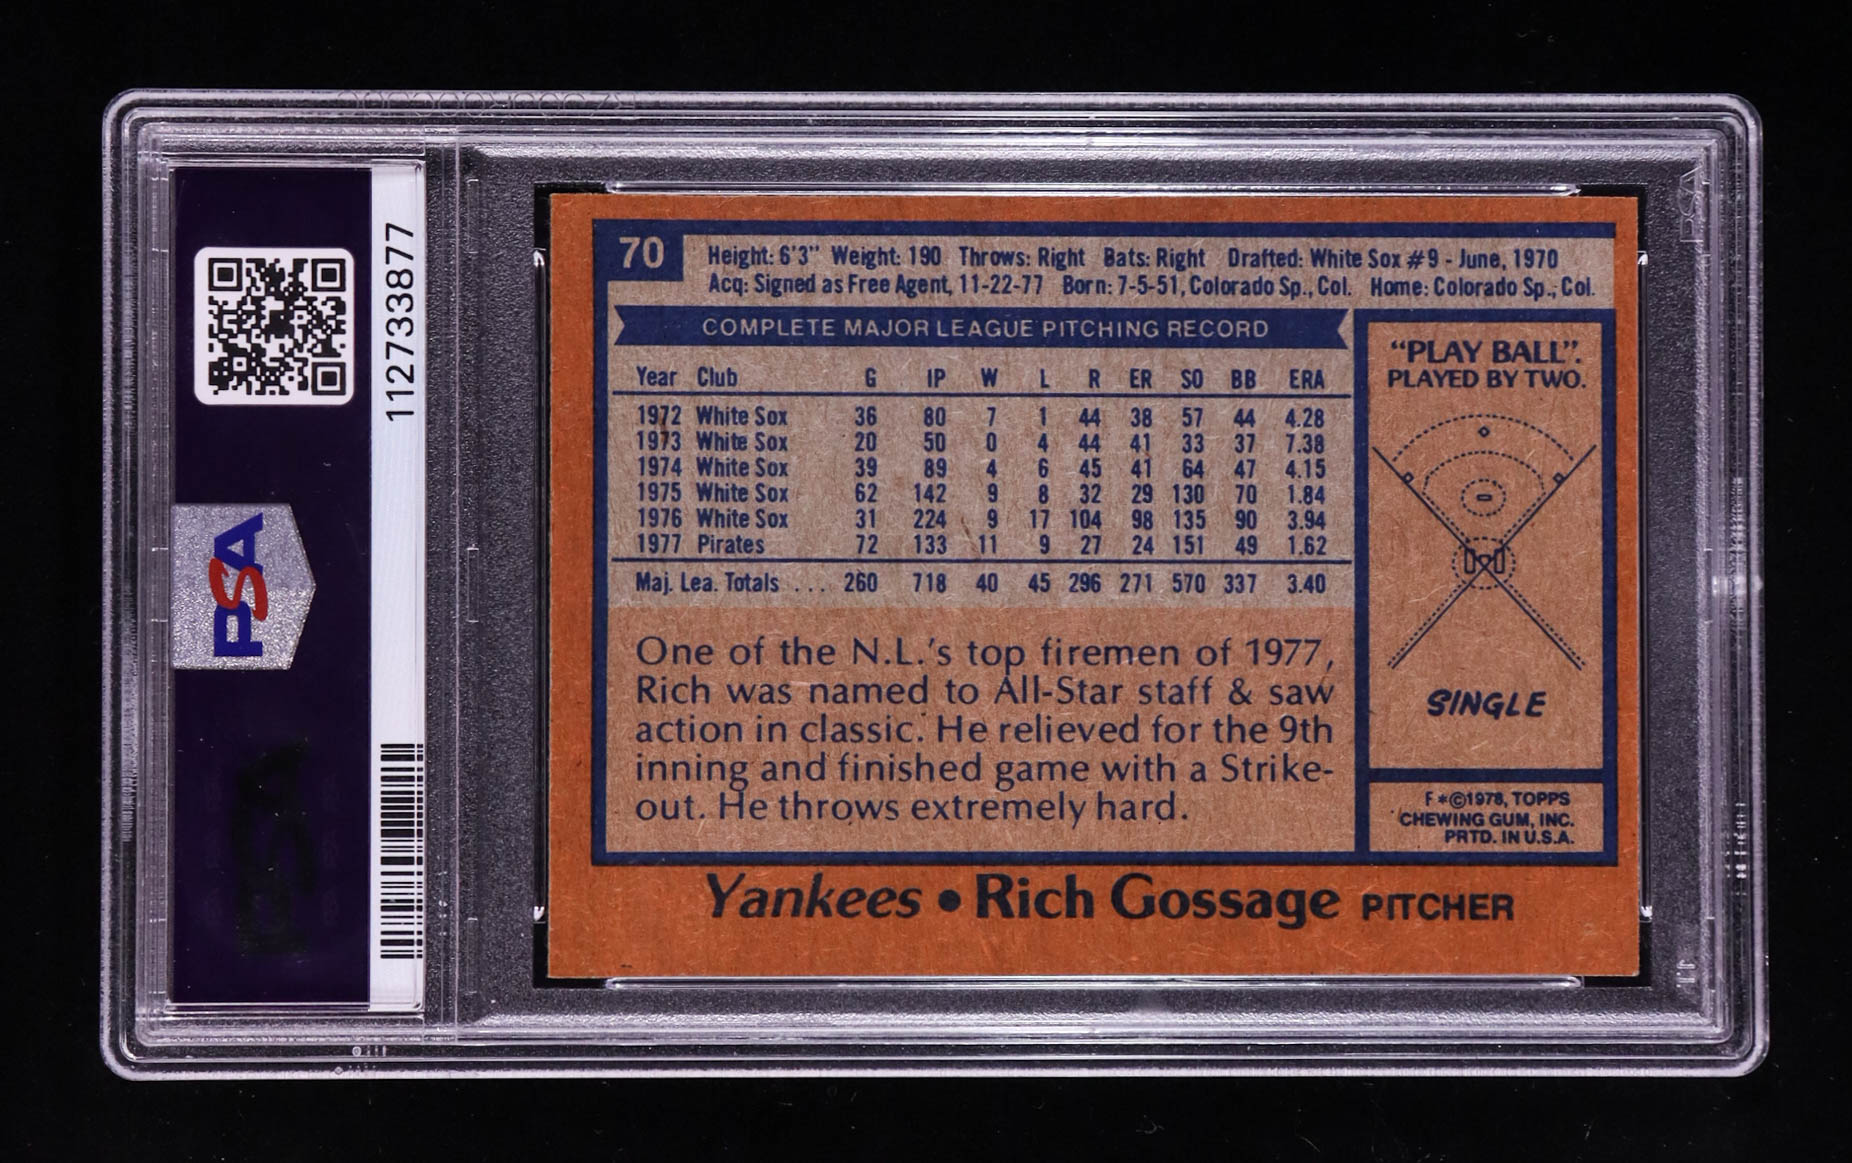 112733877
PSA
70
Height: 6'3" Weight: 190 Throws: Right Bats: Right Drafted: White Sox #9 - June, 1970
Acq: Signed as Free Agent, 11-22-77 Born: 7-5-51, Colorado Sp., Col. Home: Colorado Sp., Col.
COMPLETE MAJOR LEAGUE PITCHING RECORD
Year Club G IP W L R ER SO BB ERA
1972 White Sox 36 80 7 1 44 38 57 44 4.28
1973 White Sox 20 50 0 4 44 41 33 37 7.38
1974 White Sox 39 89 4 6 45 41 64 47 4.15
1975 White Sox 62 142 9 8 32 29 130 70 1.84
1976 White Sox 31 224 9 17 104 98 135 90 3.94
1977 Pirates 72 133 11 9 27 24 151 49 1.62
Maj. Lea. Totals . . . 260 718 40 45 296 271 570 337 3.40
One of the N.L.'s top firemen of 1977,
Rich was named to All-Star staff & saw
action in classic. He relieved for the 9th
inning and finished game with a Strike-
out. He throws extremely hard.
"PLAY BALL".
PLAYED BY TWO.
SINGLE
F*©1978, TOPPS
CHEWING GUM, INC.
PRTD. IN U.S.A.
Yankees • Rich Gossage PITCHER